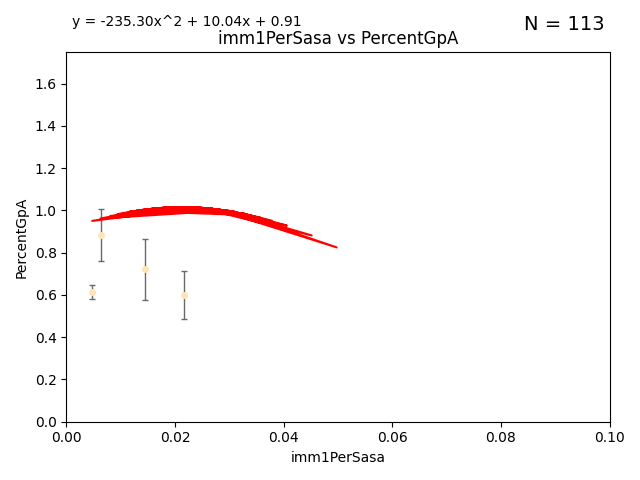 y = -235.30x^2 + 10.04x + 0.91
N = 113
imm1PerSasa vs PercentGpA
1.6
1.4
1.2
1.0
0.8
0.6
0.4
0.2
0.0
PercentGpA
0.00 0.02 0.04 0.06 0.08 0.10
imm1PerSasa